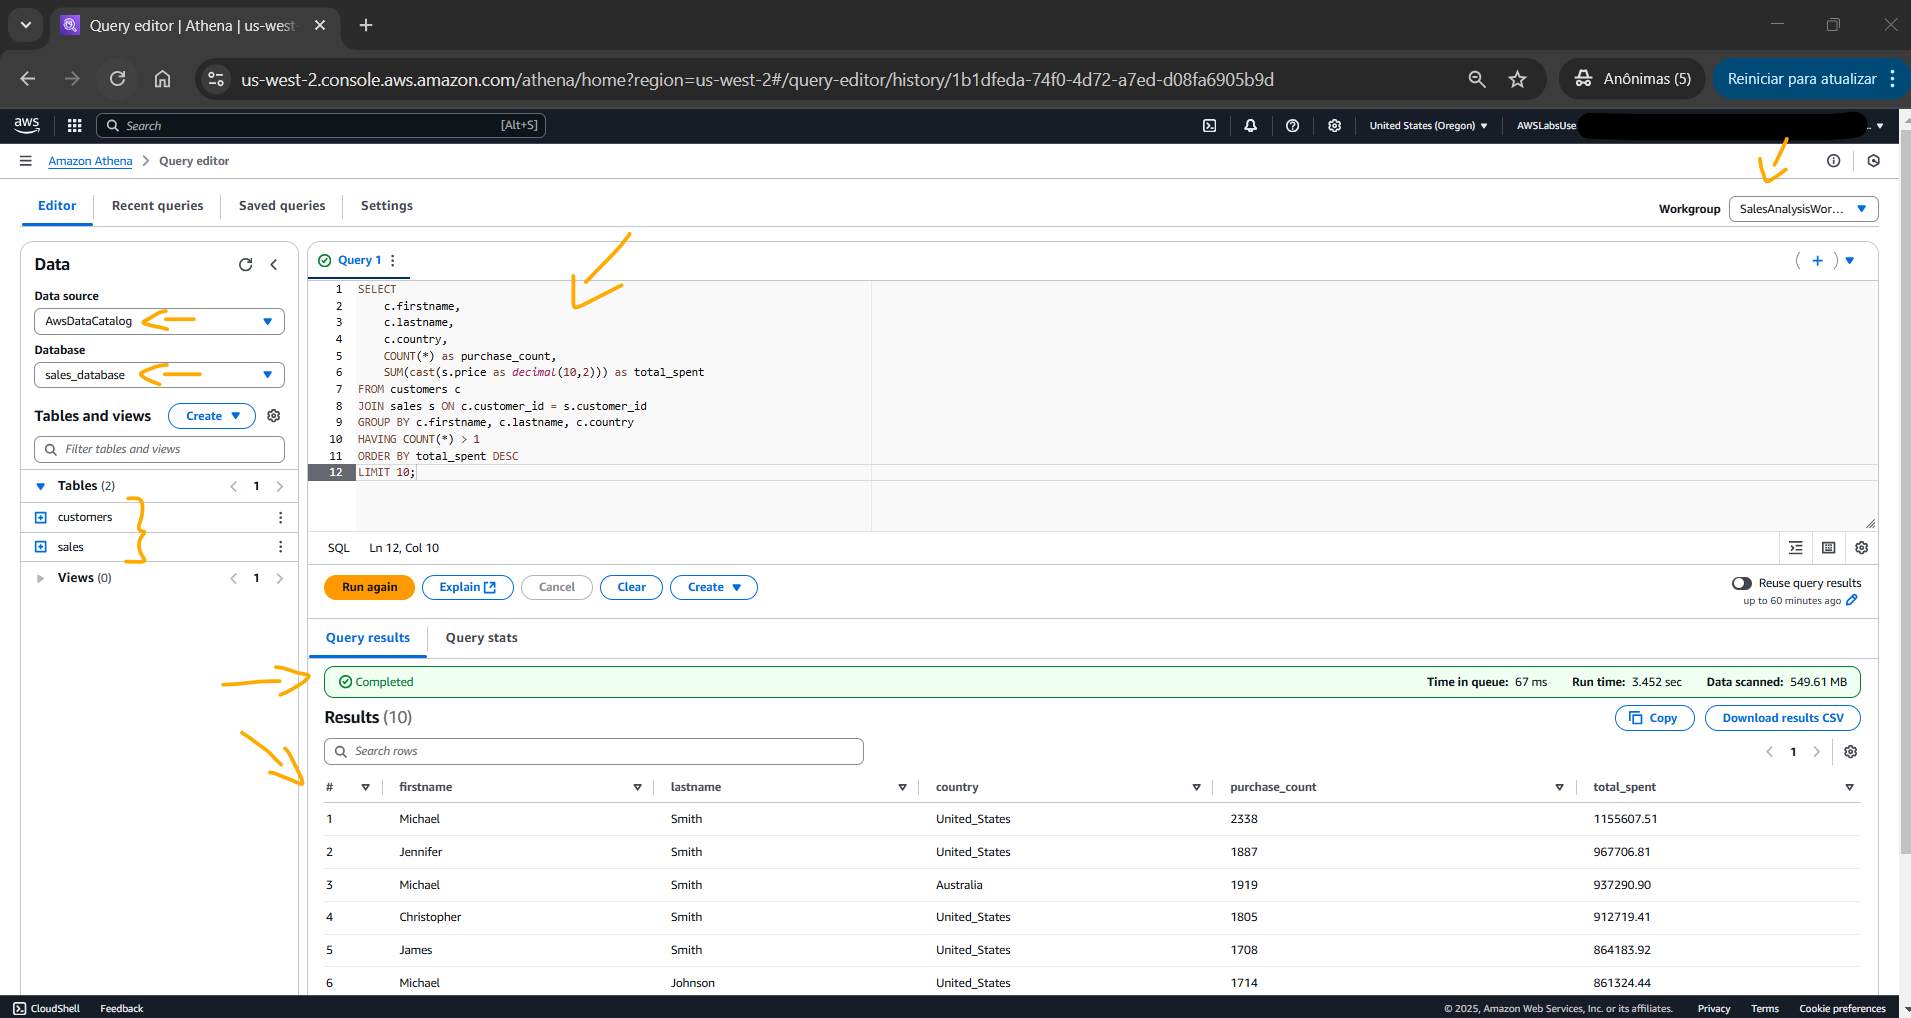 Query editor | Athena | us-west-
us-west-2.console.aws.amazon.com/athena/home?region=us-west-2#/query-editor/history/1b1dfeda-74f0-4d72-a7ed-d08fa6905b9d
Anônimas (5)
Reiniciar para atualizar
aws
Search
[Alt+S]
United States (Oregon)
AWSLabsUse
Amazon Athena
Query editor
Editor
Recent queries
Saved queries
Settings
Workgroup
SalesAnalysisWor...
Data
Data source
AwsDataCatalog
Database
sales_database
Tables and views
Create
Filter tables and views
Tables (2)
1
customers
sales
Views (0)
1
Query 1
1 SELECT
2 c.firstname,
3 c.lastname,
4 c.country,
5 COUNT(*) as purchase_count,
6 SUM(cast(s.price as decimal(10,2))) as total_spent
7 FROM customers c
8 JOIN sales s ON c.customer_id = s.customer_id
9 GROUP BY c.firstname, c.lastname, c.country
10 HAVING COUNT(*) > 1
11 ORDER BY total_spent DESC
12 LIMIT 10;
SQL
Ln 12, Col 10
Run again
Explain
Cancel
Clear
Create
Reuse query results
up to 60 minutes ago
Query results
Query stats
Completed
Time in queue: 67 ms
Run time: 3.452 sec
Data scanned: 549.61 MB
Results (10)
Copy
Download results CSV
Search rows
1
# firstname lastname country purchase_count total_spent
1 Michael Smith United_States 2338 1155607.51
2 Jennifer Smith United_States 1887 967706.81
3 Michael Smith Australia 1919 937290.90
4 Christopher Smith United_States 1805 912719.41
5 James Smith United_States 1708 864183.92
6 Michael Johnson United_States 1714 861324.44
CloudShell
Feedback
© 2025, Amazon Web Services, Inc. or its affiliates.
Privacy
Terms
Cookie preferences